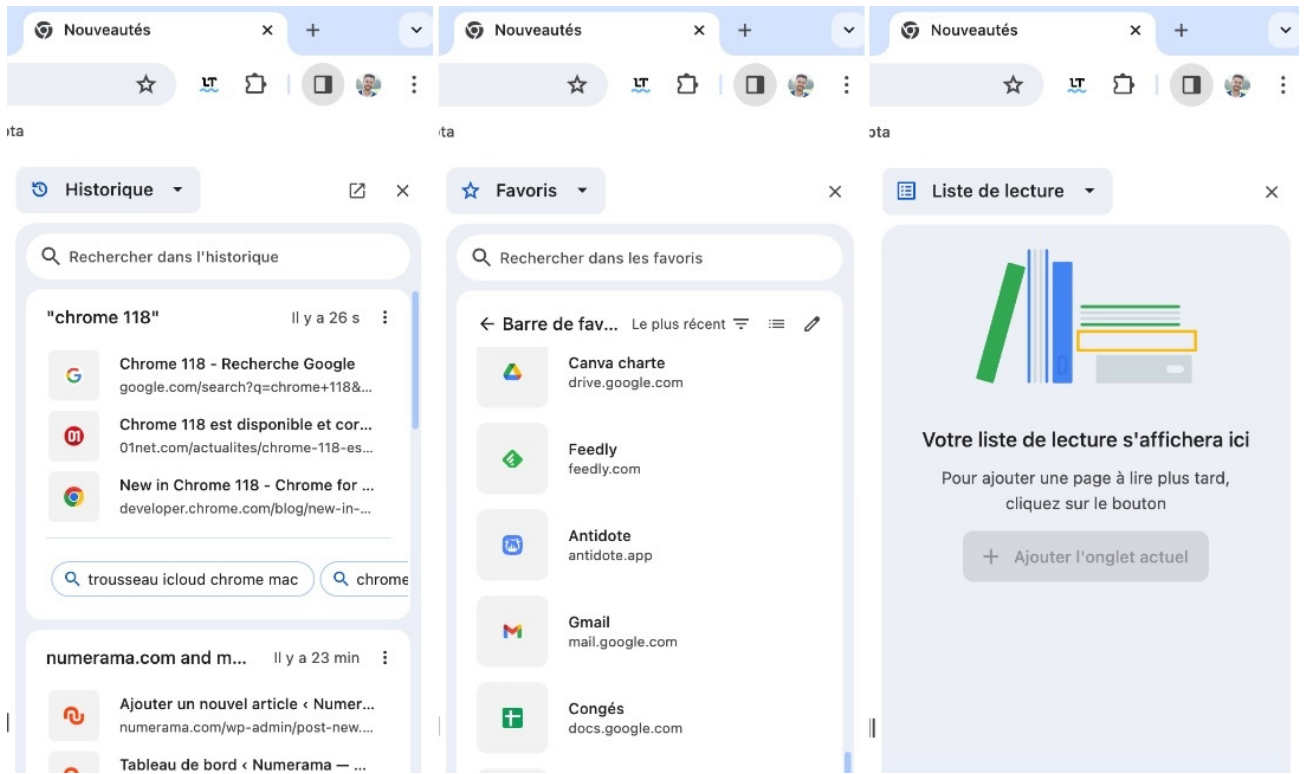 Nouveautés
Historique
Rechercher dans l'historique
"chrome 118" Il y a 26 s
Chrome 118 - Recherche Google
google.com/search?q=chrome+118&...
Chrome 118 est disponible et cor...
01net.com/actualites/chrome-118-es...
New in Chrome 118 - Chrome for ...
developer.chrome.com/blog/new-in-...
trousseau icloud chrome mac
chrome
numerama.com and m... Il y a 23 min
Ajouter un nouvel article ‹ Numer...
numerama.com/wp-admin/post-new....
Tableau de bord ‹ Numerama — ...
Nouveautés
Favoris
Rechercher dans les favoris
Barre de fav... Le plus récent
Canva charte
drive.google.com
Feedly
feedly.com
Antidote
antidote.app
Gmail
mail.google.com
Congés
docs.google.com
Nouveautés
Liste de lecture
Votre liste de lecture s'affichera ici
Pour ajouter une page à lire plus tard,
cliquez sur le bouton
+ Ajouter l'onglet actuel